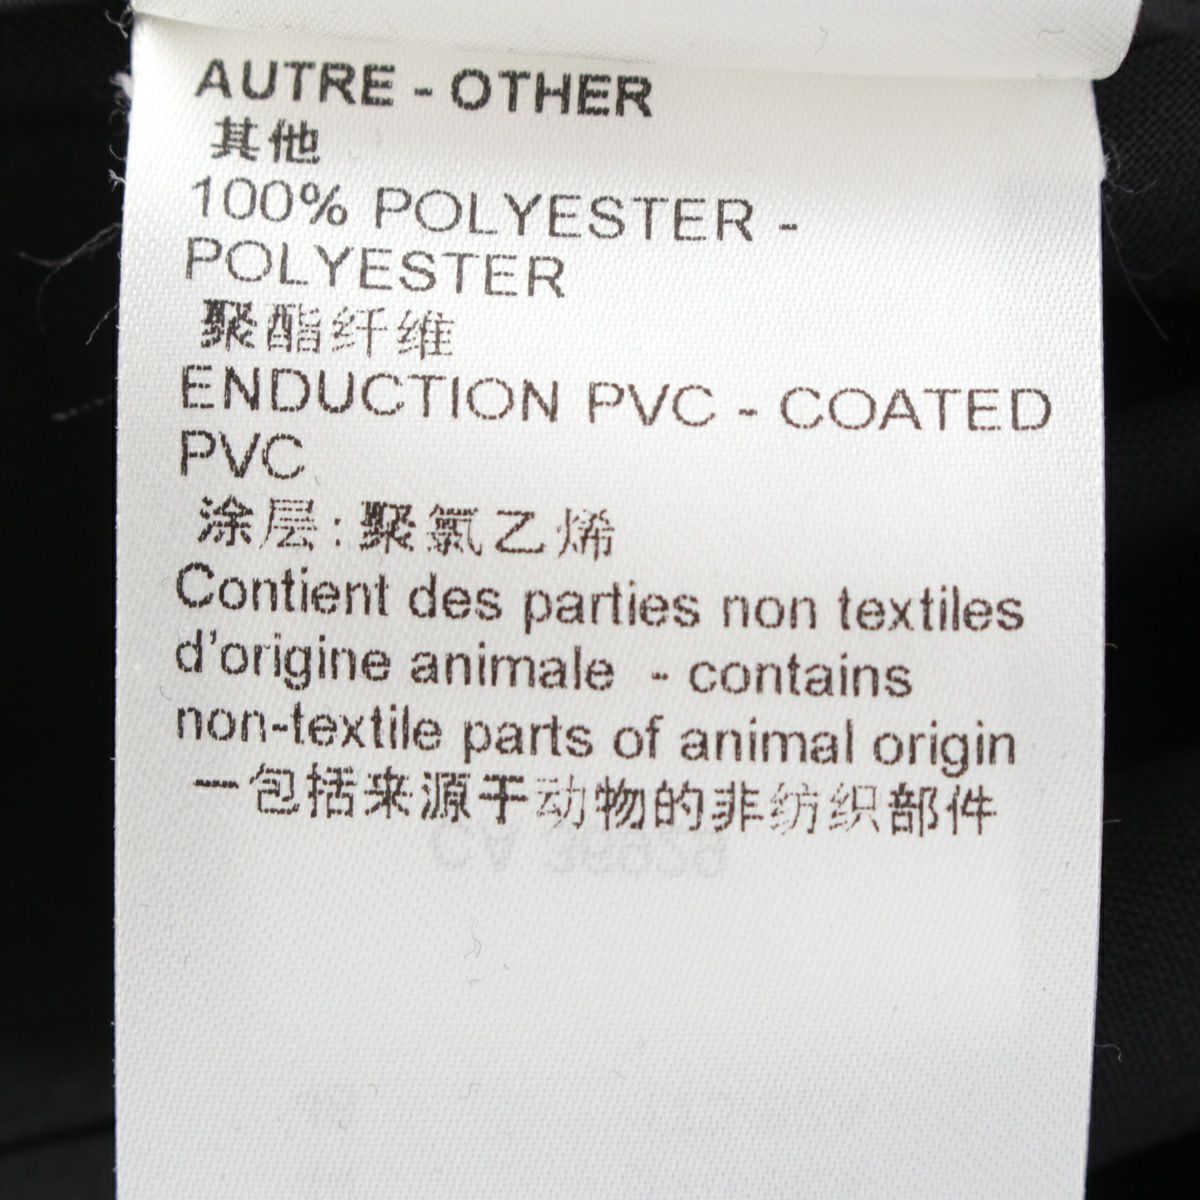 AUTRE - OTHER
其他
100% POLYESTER -
POLYESTER
聚酯纤维
ENDUCTION PVC - COATED
PVC
涂层:聚氯乙烯
Contient des parties non textiles
d'origine animale - contains
non-textile parts of animal origin
一包括来源于动物的非纺织部件